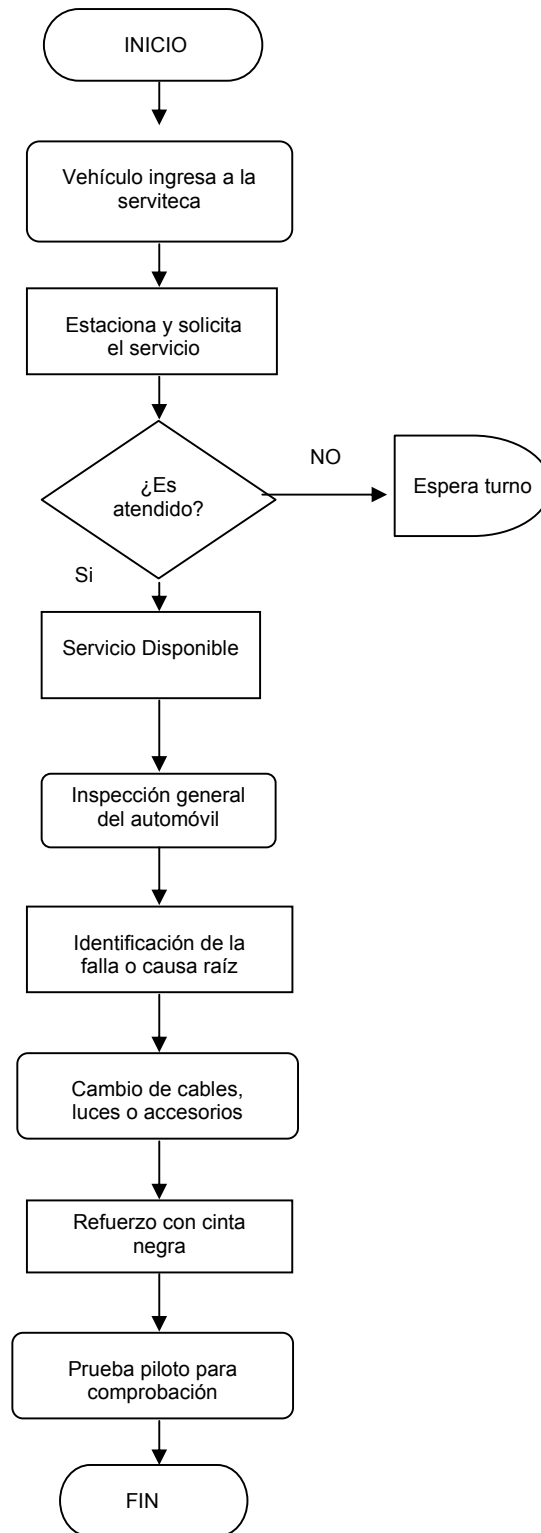 INICIO
Vehículo ingresa a la
serviteca
Estaciona y solicita
el servicio
¿Es
atendido?
NO
Espera turno
Si
Servicio Disponible
Inspección general
del automóvil
Identificación de la
falla o causa raíz
Cambio de cables,
luces o accesorios
Refuerzo con cinta
negra
Prueba piloto para
comprobación
FIN